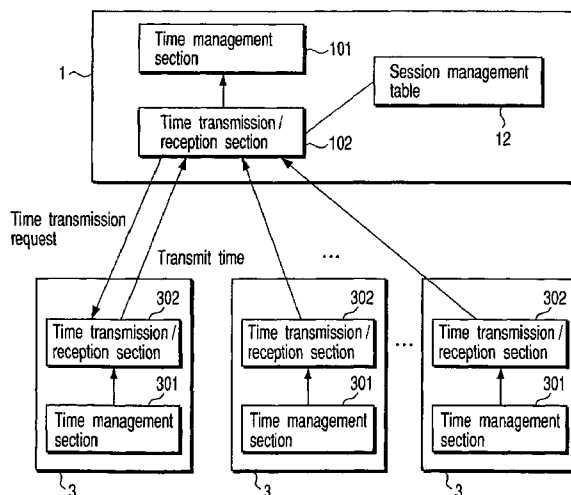 Time management
section
101
1
Session management
table
Time transmission/
reception section
102
12
Time transmission
request
Transmit time
...
302
302
302
Time transmission/
reception section
Time transmission/
reception section
...
Time transmission/
reception section
301
301
301
Time management
section
Time management
section
Time management
section
3
3
3